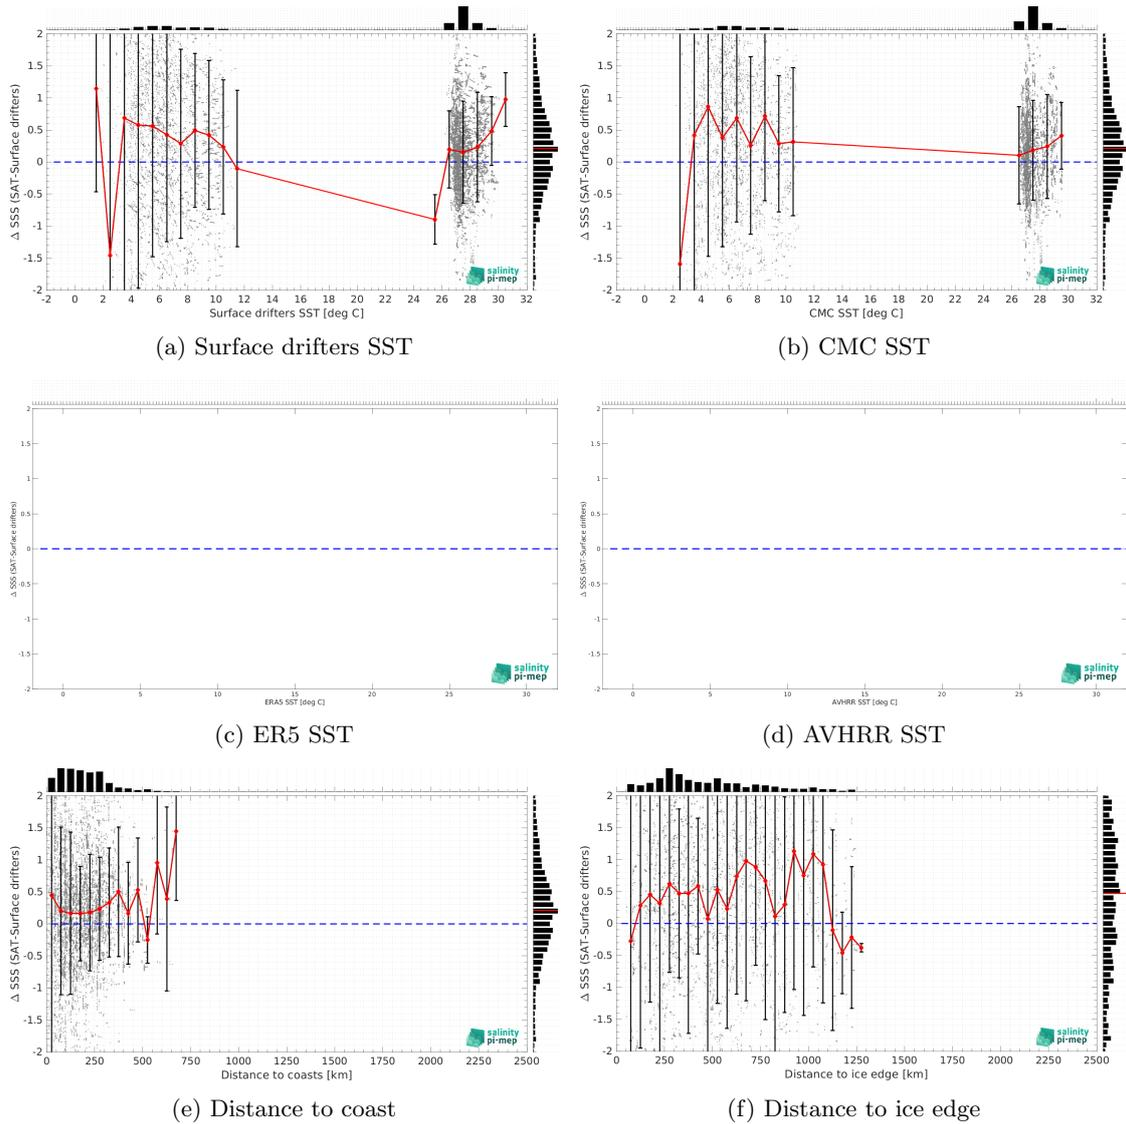 2
1.5
1
0.5
0
-0.5
-1
-1.5
-2
Δ SSS (SAT-Surface drifters)
-2 0 2 4 6 8 10 12 14 16 18 20 22 24 26 28 30 32
Surface drifters SST [deg C]
salinity
pi-mep
(a) Surface drifters SST
2
1.5
1
0.5
0
-0.5
-1
-1.5
-2
Δ SSS (SAT-Surface drifters)
-2 0 2 4 6 8 10 12 14 16 18 20 22 24 26 28 30 32
CMC SST [deg C]
salinity
pi-mep
(b) CMC SST
2
1.5
1
0.5
0
-0.5
-1
-1.5
-2
Δ SSS (SAT-Surface drifters)
0 5 10 15 20 25 30
ERA5 SST [deg C]
salinity
pi-mep
(c) ER5 SST
2
1.5
1
0.5
0
-0.5
-1
-1.5
-2
Δ SSS (SAT-Surface drifters)
0 5 10 15 20 25 30
AVHRR SST [deg C]
salinity
pi-mep
(d) AVHRR SST
2
1.5
1
0.5
0
-0.5
-1
-1.5
-2
Δ SSS (SAT-Surface drifters)
0 250 500 750 1000 1250 1500 1750 2000 2250 2500
Distance to coasts [km]
salinity
pi-mep
(e) Distance to coast
2
1.5
1
0.5
0
-0.5
-1
-1.5
-2
Δ SSS (SAT-Surface drifters)
0 250 500 750 1000 1250 1500 1750 2000 2250 2500
Distance to ice edge [km]
salinity
pi-mep
(f) Distance to ice edge